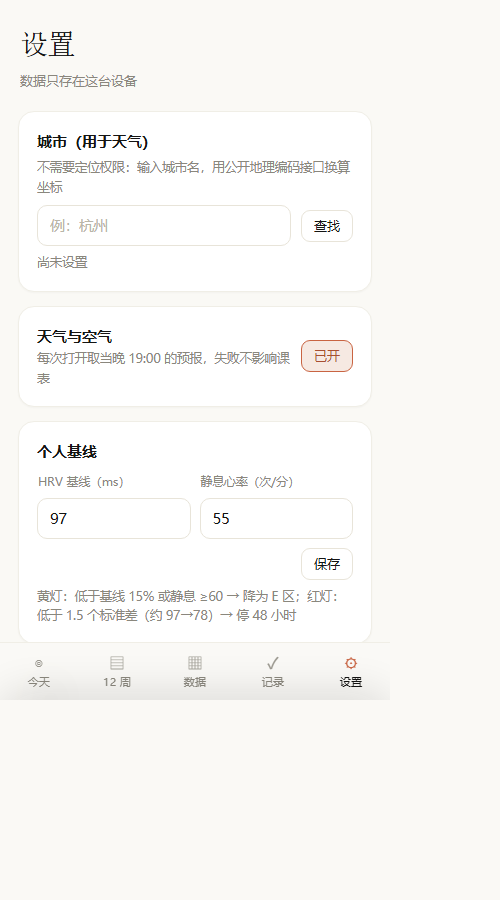 设置
数据只存在这台设备
城市（用于天气）
不需要定位权限：输入城市名，用公开地理编码接口换算
坐标
例：杭州
查找
尚未设置
天气与空气
每次打开取当晚 19:00 的预报，失败不影响课
表
已开
个人基线
HRV 基线（ms）
静息心率（次/分）
97
55
保存
黄灯：低于基线 15% 或静息 ≥60 → 降为 E 区；红灯：
低于 1.5 个标准差（约 97→78）→ 停 48 小时
今天
12 周
数据
记录
设置